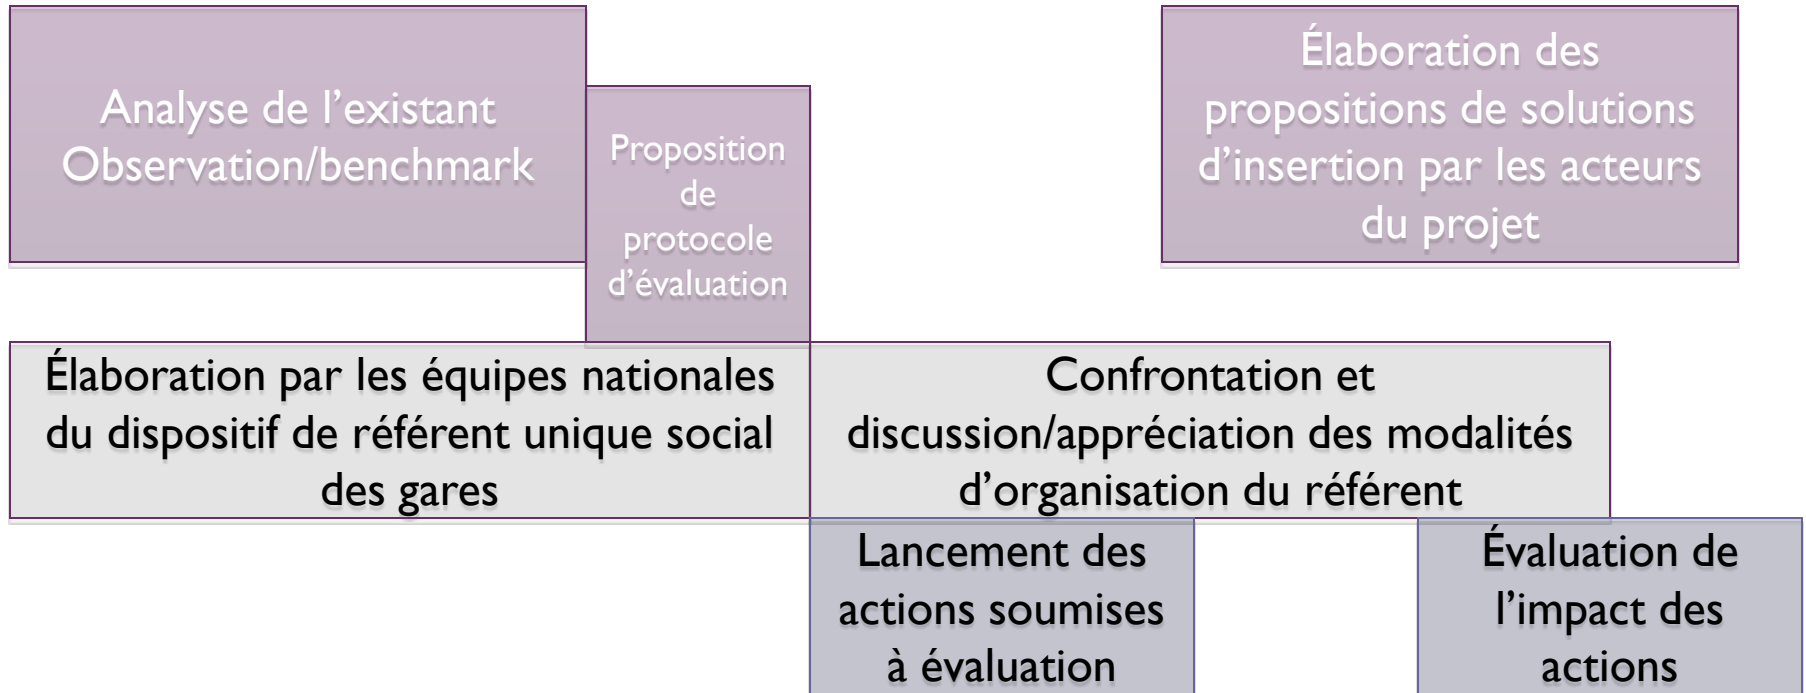 Analyse de l’existant
Observation/benchmark
Proposition
de
protocole
d’évaluation
Élaboration des
propositions de solutions
d’insertion par les acteurs
du projet
Élaboration par les équipes nationales
du dispositif de référent unique social
des gares
Confrontation et
discussion/appréciation des modalités
d’organisation du référent
Lancement des
actions soumises
à évaluation
Évaluation de
l’impact des
actions